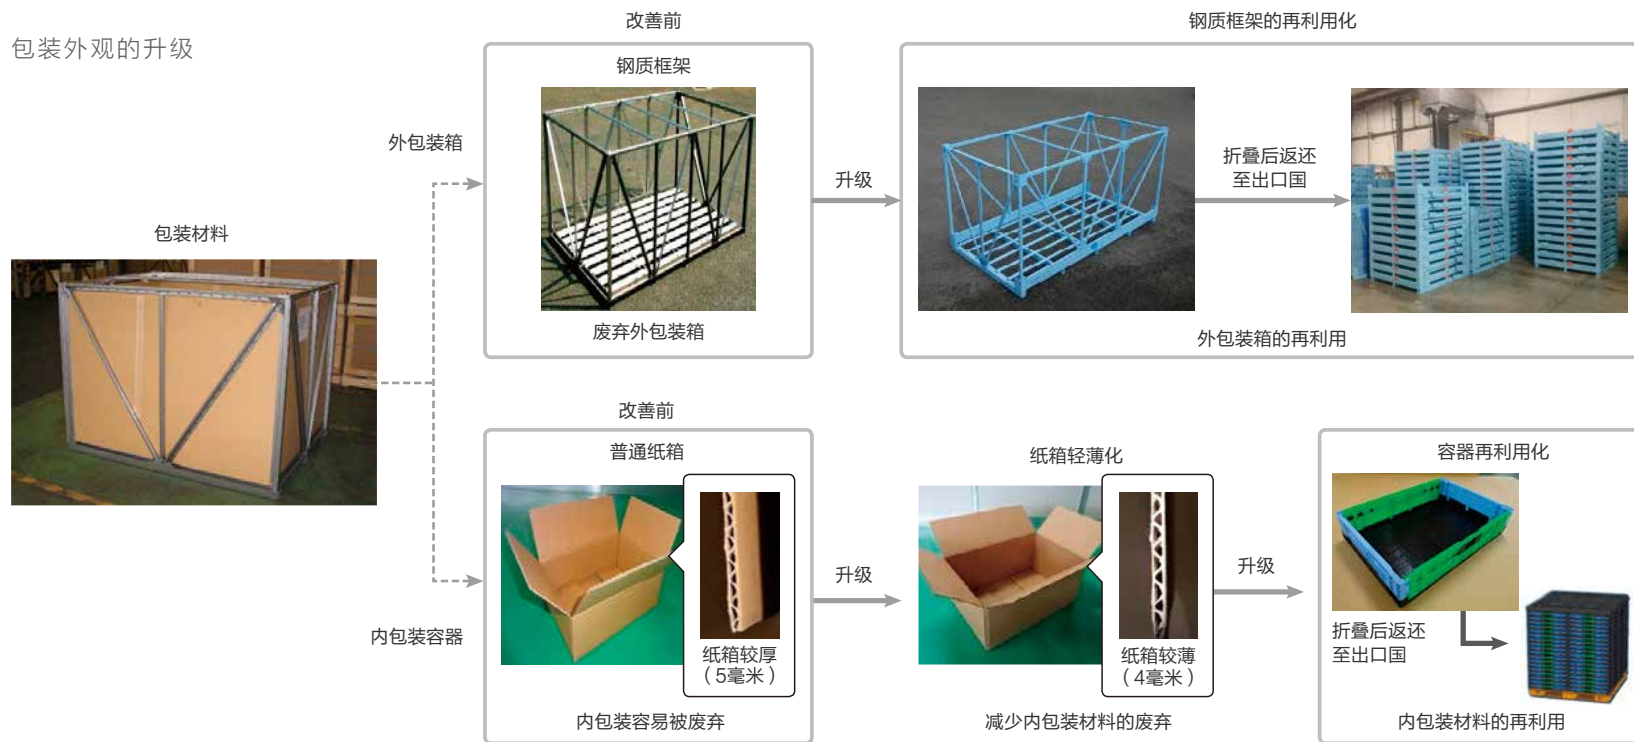 包装外观的升级
改善前
钢质框架的再利用化
钢质框架
外包装箱
升级
折叠后返还
至出口国
包装材料
废弃外包装箱
外包装箱的再利用
改善前
普通纸箱
纸箱轻薄化
容器再利用化
升级
升级
内包装容器
纸箱较厚
（5毫米）
纸箱较薄
（4毫米）
折叠后返还
至出口国
内包装容易被废弃
减少内包装材料的废弃
内包装材料的再利用